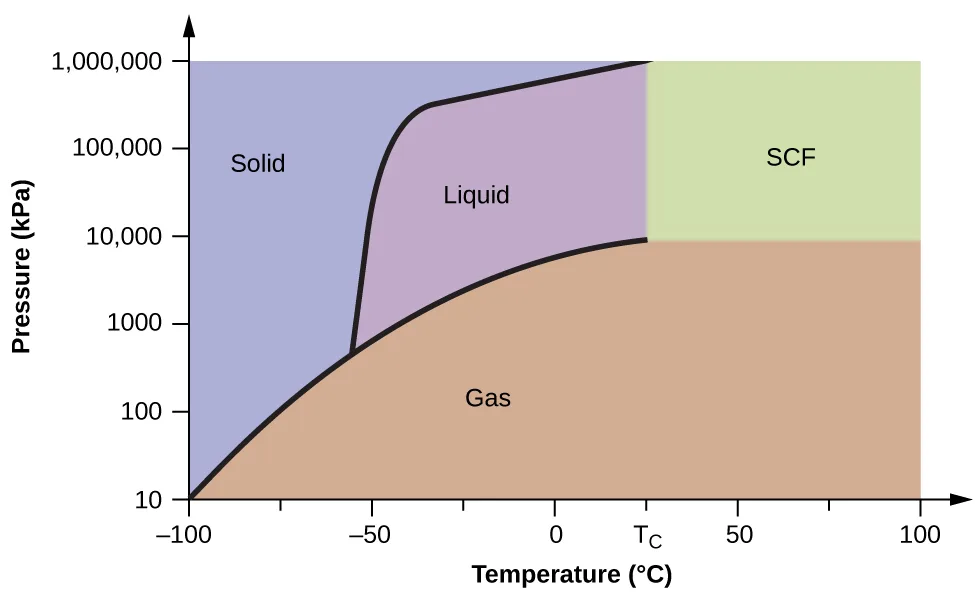 1,000,000
100,000
10,000
1000
100
10
Pressure (kPa)
Solid
Liquid
SCF
Gas
–100
–50
0
TC
50
100
Temperature (°C)